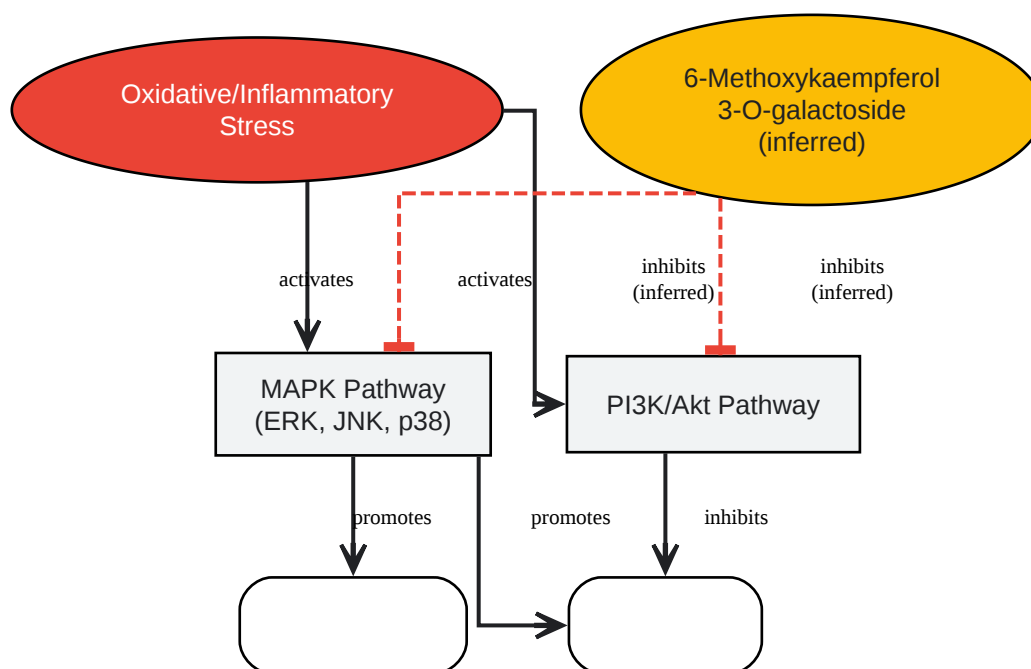 Oxidative/Inflammatory
Stress
6-Methoxykaempferol
3-O-galactoside
(inferred)
activates
activates
inhibits
(inferred)
inhibits
(inferred)
MAPK Pathway
(ERK, JNK, p38)
PI3K/Akt Pathway
promotes
promotes
inhibits